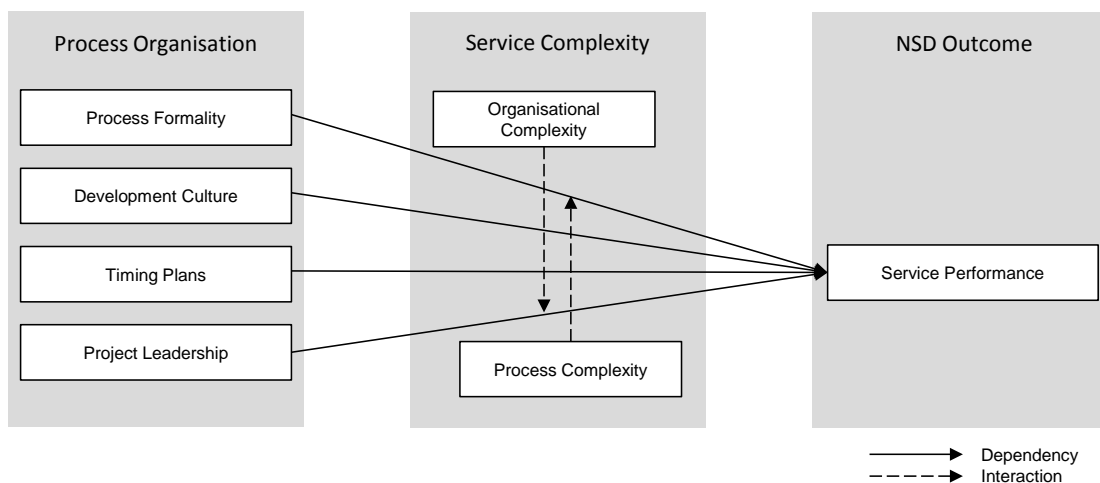 Process Organisation
Service Complexity
NSD Outcome
Process Formality
Development Culture
Timing Plans
Project Leadership
Organisational
Complexity
Process Complexity
Service Performance
Dependency
Interaction